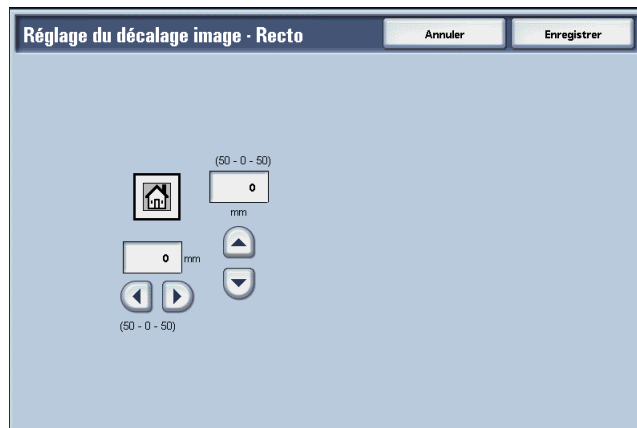 Réglage du décalage image - Recto
Annuler
Enregistrer
(50 - 0 - 50)
0
mm
0 mm
(50 - 0 - 50)